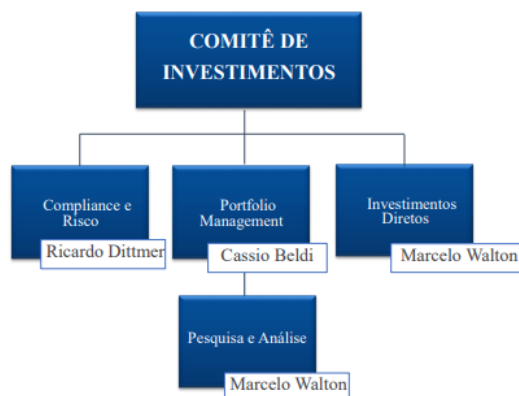 COMITÊ DE
INVESTIMENTOS
Compliance e
Risco
Ricardo Dittmer
Portfolio
Management
Cassio Beldi
Investimentos
Diretos
Marcelo Walton
Pesquisa e Análise
Marcelo Walton